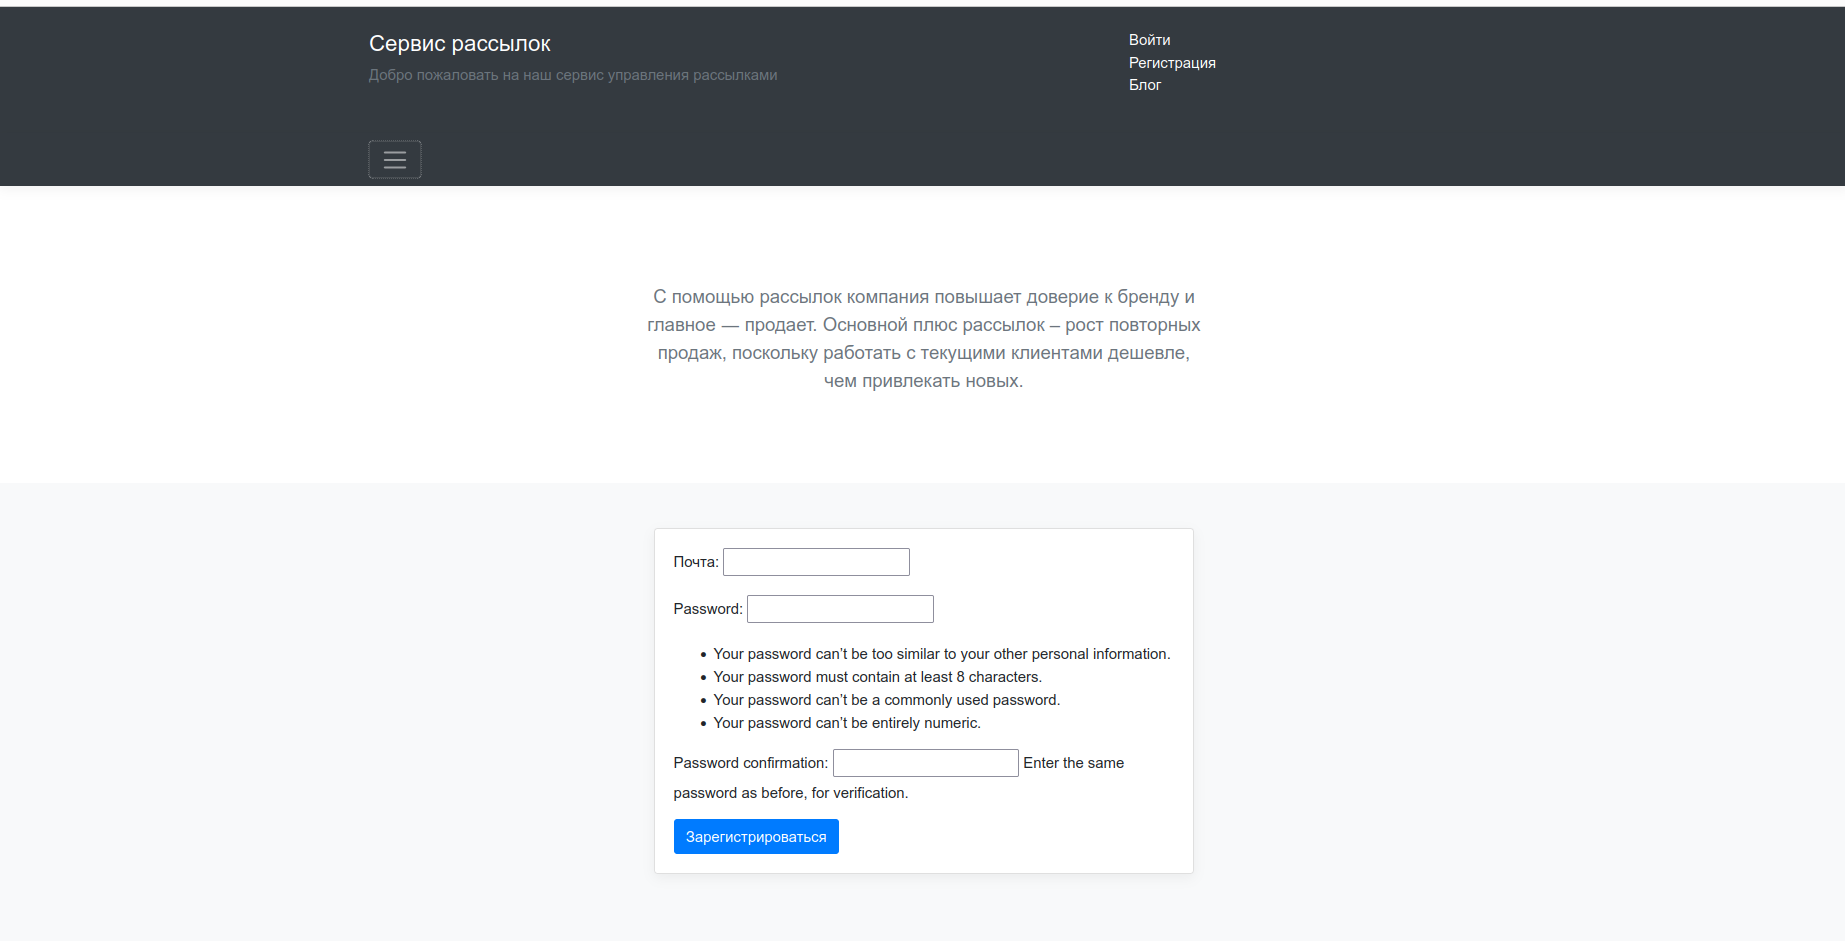 Сервис рассылок
Добро пожаловать на наш сервис управления рассылками
Войти
Регистрация
Блог
С помощью рассылок компания повышает доверие к бренду и
главное — продает. Основной плюс рассылок – рост повторных
продаж, поскольку работать с текущими клиентами дешевле,
чем привлекать новых.
Почта:
Password:
Your password can’t be too similar to your other personal information.
Your password must contain at least 8 characters.
Your password can’t be a commonly used password.
Your password can’t be entirely numeric.
Password confirmation: Enter the same
password as before, for verification.
Зарегистрироваться